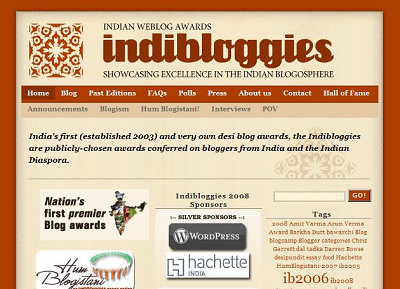 INDIAN WEBLOG AWARDS
indibloggies
SHOWCASING EXCELLENCE IN THE INDIAN BLOGOSPHERE
Home Blog Past Editions FAQs Polls Press About us Contact Hall of Fame
Announcements Blogism Hum Blogistani! Interviews POV
India's first (established 2003) and very own desi blog awards, the Indibloggies
are publicly-chosen awards conferred on bloggers from India and the Indian
Diaspora.
Nation's
first premier
Blog awards
Hum
Blogistani
Indibloggies 2008
Sponsors
:-: SILVER SPONSORS :-:
WORDPRESS
hachette
INDIA
GO!
Tags
2008 Amit Varma Arun Verma
Award Barkha Dutt bawarchi Blog
blogcamp Blogger categories Chris
Garrett dal tadka Darren Rowse
desipundit essay food Hachette
HumBlogistani-2007 ib2005
ib2006 ib2008